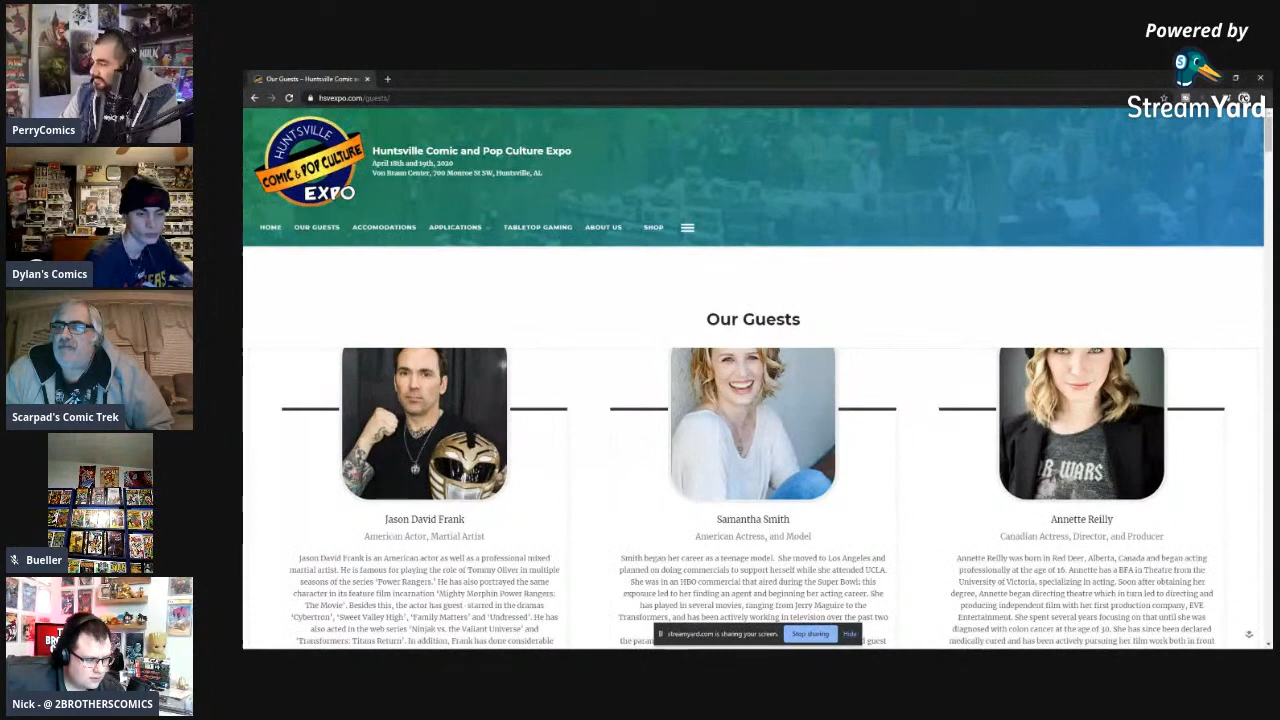 PerryComics
Dylan's Comics
Scarpad's Comic Trek
Bueller
Nick - @ 2BROTHERSCOMICS
Powered by
StreamYard
Our Guests – Huntsville Comic
hsvexpo.com/guests/
HUNTSVILLE
COMIC & POP CULTURE
EXPO
Huntsville Comic and Pop Culture Expo
April 18th and 19th, 2020
Von Braun Center, 700 Monroe St SW, Huntsville, AL
HOME OUR GUESTS ACCOMODATIONS APPLICATIONS TABLETOP GAMING ABOUT US SHOP
Our Guests
Jason David Frank
American Actor, Martial Artist
Jason David Frank is an American actor as well as a professional mixed
martial artist. He is famous for playing the role of Tommy Oliver in multiple
seasons of the series 'Power Rangers.' He has also portrayed the same
character in its feature film incarnation 'Mighty Morphin Power Rangers:
The Movie'. Besides this, the actor has guest-starred in the dramas
'Cybertron', 'Sweet Valley High', 'Family Matters' and 'Undressed'. He has
also acted in the web series 'Ninjak vs. the Valiant Universe' and
'Transformers: Titans Return'. In addition, Frank has done considerable
Samantha Smith
American Actress, and Model
Smith began her career as a teenage model. She moved to Los Angeles and
planned on doing commercials to support herself while she attended UCLA.
She was in an HBO commercial that aired during the Super Bowl; this
exposure led to her finding an agent and beginning her acting career. She
has played in several movies, ranging from Jerry Maguire to the
Transformers, and has been actively working in television over the past two
the param
guest
WARS
Annette Reilly
Canadian Actress, Director, and Producer
Annette Reilly was born in Red Deer, Alberta, Canada and began acting
professionally at the age of 16. Annette has a BFA in Theatre from the
University of Victoria, specializing in acting. Soon after obtaining her
degree, Annette began directing theatre which in turn led to directing and
producing independent film with her first production company, EVE
Entertainment. She spent several years focusing on that until she was
diagnosed with colon cancer at the age of 30. She has since been declared
medically cured and has been actively pursuing her film work both in front
streamyard.com is sharing your screen. Stop sharing Hide